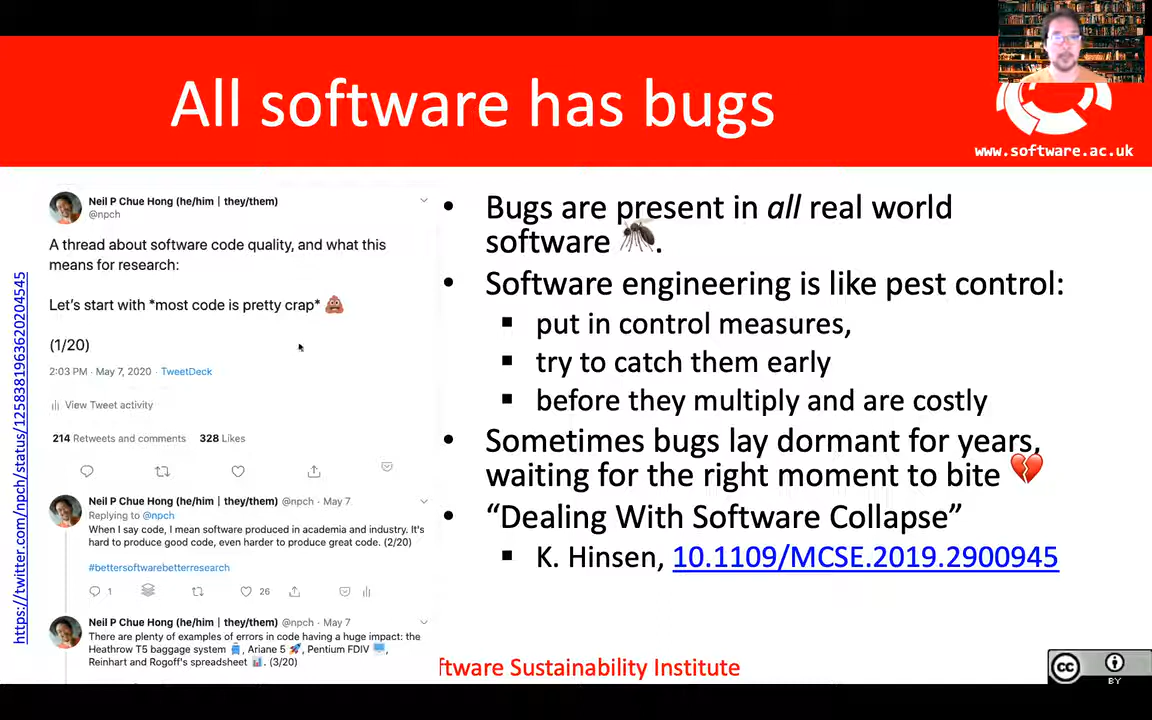 All software has bugs
www.software.ac.uk
https://twitter.com/npch/status/1258381963620204545
Neil P Chue Hong (he/him | they/them)
@npch
A thread about software code quality, and what this
means for research:
Let's start with *most code is pretty crap* 💩
(1/20)
2:03 PM · May 7, 2020 · TweetDeck
View Tweet activity
214 Retweets and comments 328 Likes
Neil P Chue Hong (he/him | they/them) @npch · May 7
Replying to @npch
When I say code, I mean software produced in academia and industry. It's
hard to produce good code, even harder to produce great code. (2/20)
#bettersoftwarebetterresearch
1 26
Neil P Chue Hong (he/him | they/them) @npch · May 7
There are plenty of examples of errors in code having a huge impact: the
Heathrow T5 baggage system 🧳, Ariane 5 🚀, Pentium FDIV 🖥️,
Reinhart and Rogoff's spreadsheet 📊. (3/20)
• Bugs are present in all real world
software 🦟.
• Software engineering is like pest control:
▪ put in control measures,
▪ try to catch them early
▪ before they multiply and are costly
• Sometimes bugs lay dormant for years,
waiting for the right moment to bite 💔
• “Dealing With Software Collapse”
▪ K. Hinsen, 10.1109/MCSE.2019.2900945
ftware Sustainability Institute
cc
BY